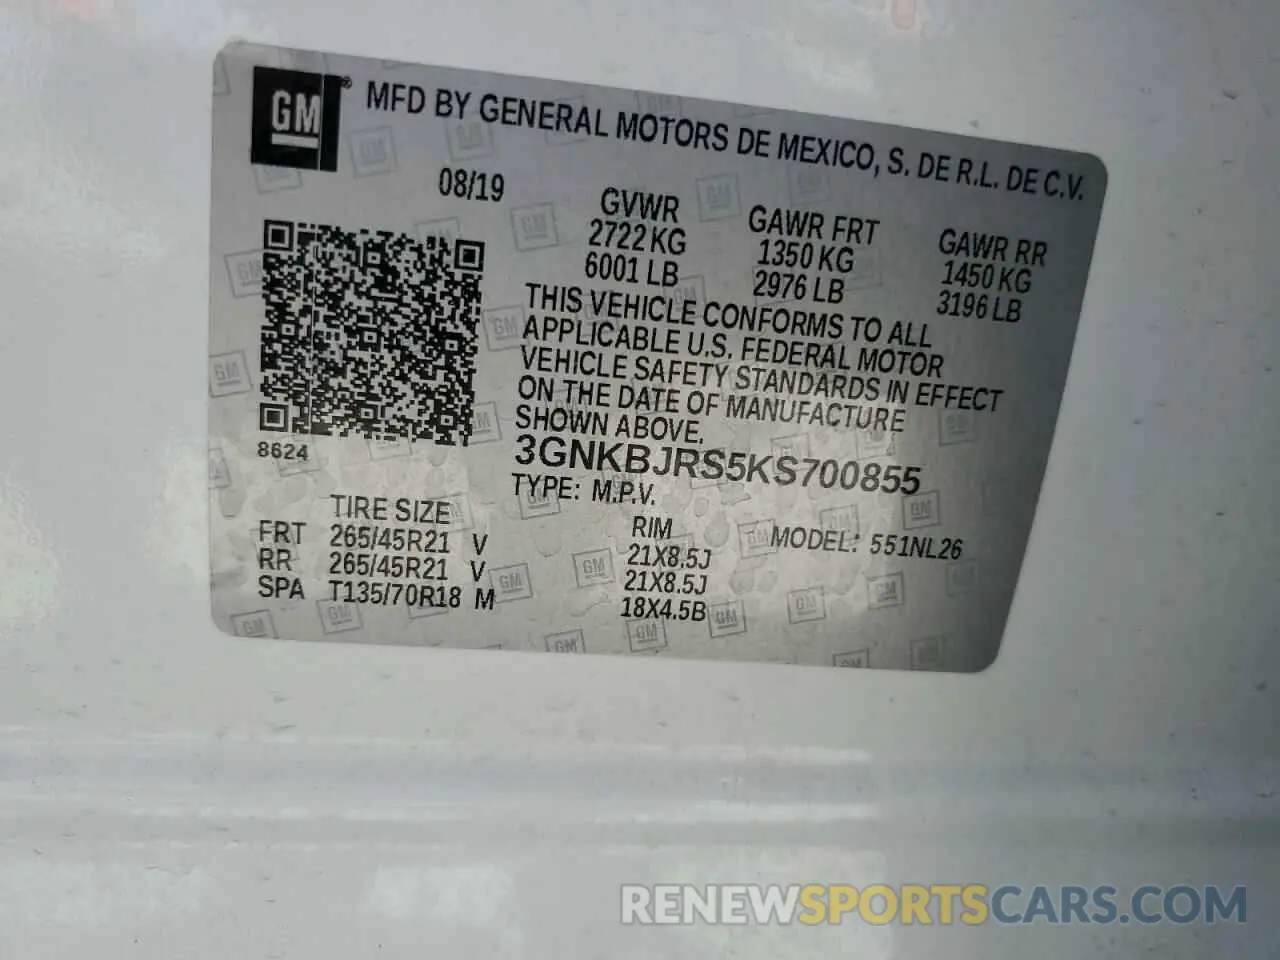 GM® MFD BY GENERAL MOTORS DE MEXICO, S. DE R.L. DE C.V.
08/19
GVWR GAWR FRT GAWR RR
2722 KG 1350 KG 1450 KG
6001 LB 2976 LB 3196 LB
THIS VEHICLE CONFORMS TO ALL
APPLICABLE U.S. FEDERAL MOTOR
VEHICLE SAFETY STANDARDS IN EFFECT
ON THE DATE OF MANUFACTURE
SHOWN ABOVE.
8624
3GNKBJRS5KS700855
TYPE: M.P.V.
TIRE SIZE RIM MODEL: 551NL26
FRT 265/45R21 V 21X8.5J
RR 265/45R21 V 21X8.5J
SPA T135/70R18 M 18X4.5B
RENEWSPORTSCARS.COM